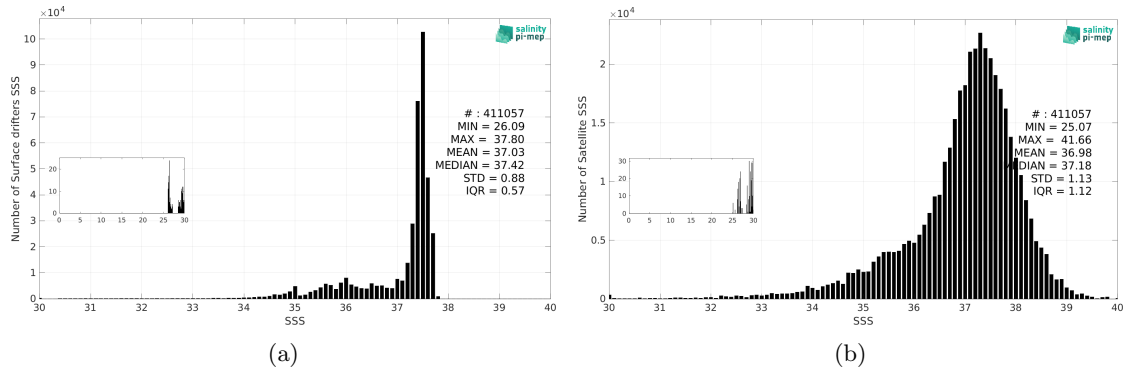 ×10⁴
salinity
pi-mep
10
9
8
7
6
5
4
3
2
1
0
Number of Surface drifters SSS
# : 411057
MIN = 26.09
MAX = 37.80
MEAN = 37.03
MEDIAN = 37.42
STD = 0.88
IQR = 0.57
20
10
0
0 5 10 15 20 25 30
30 31 32 33 34 35 36 37 38 39 40
SSS
(a)
×10⁴
salinity
pi-mep
2
1.5
1
0.5
0
Number of Satellite SSS
# : 411057
MIN = 25.07
MAX = 41.66
MEAN = 36.98
MEDIAN = 37.18
STD = 1.13
IQR = 1.12
30
20
10
0
0 5 10 15 20 25 30
30 31 32 33 34 35 36 37 38 39 40
SSS
(b)